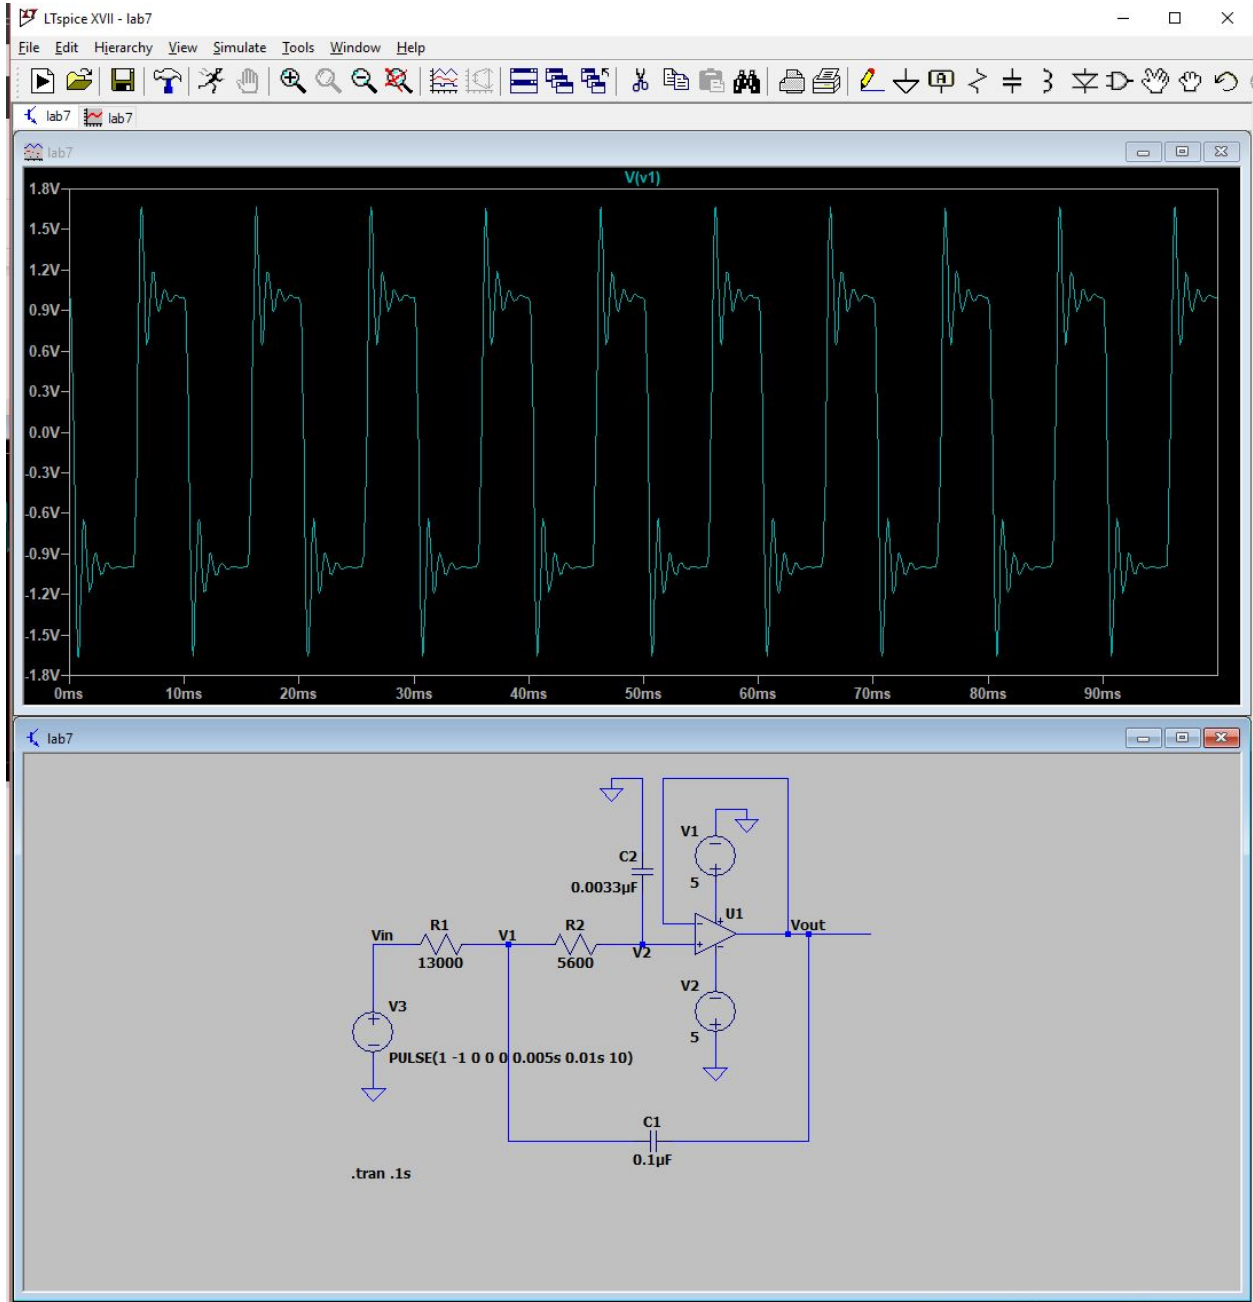 LTspice XVII - lab7
File Edit Hierarchy View Simulate Tools Window Help
lab7 lab7
lab7
V(v1)
1.8V
1.5V
1.2V
0.9V
0.6V
0.3V
0.0V
-0.3V
-0.6V
-0.9V
-1.2V
-1.5V
-1.8V
0ms 10ms 20ms 30ms 40ms 50ms 60ms 70ms 80ms 90ms
lab7
V1
C2
5
0.0033µF
U1
Vin R1 V1 R2 V2 Vout
13000 5600
V2
V3
5
PULSE(1 -1 0 0 0 0.005s 0.01s 10)
C1
0.1µF
.tran .1s